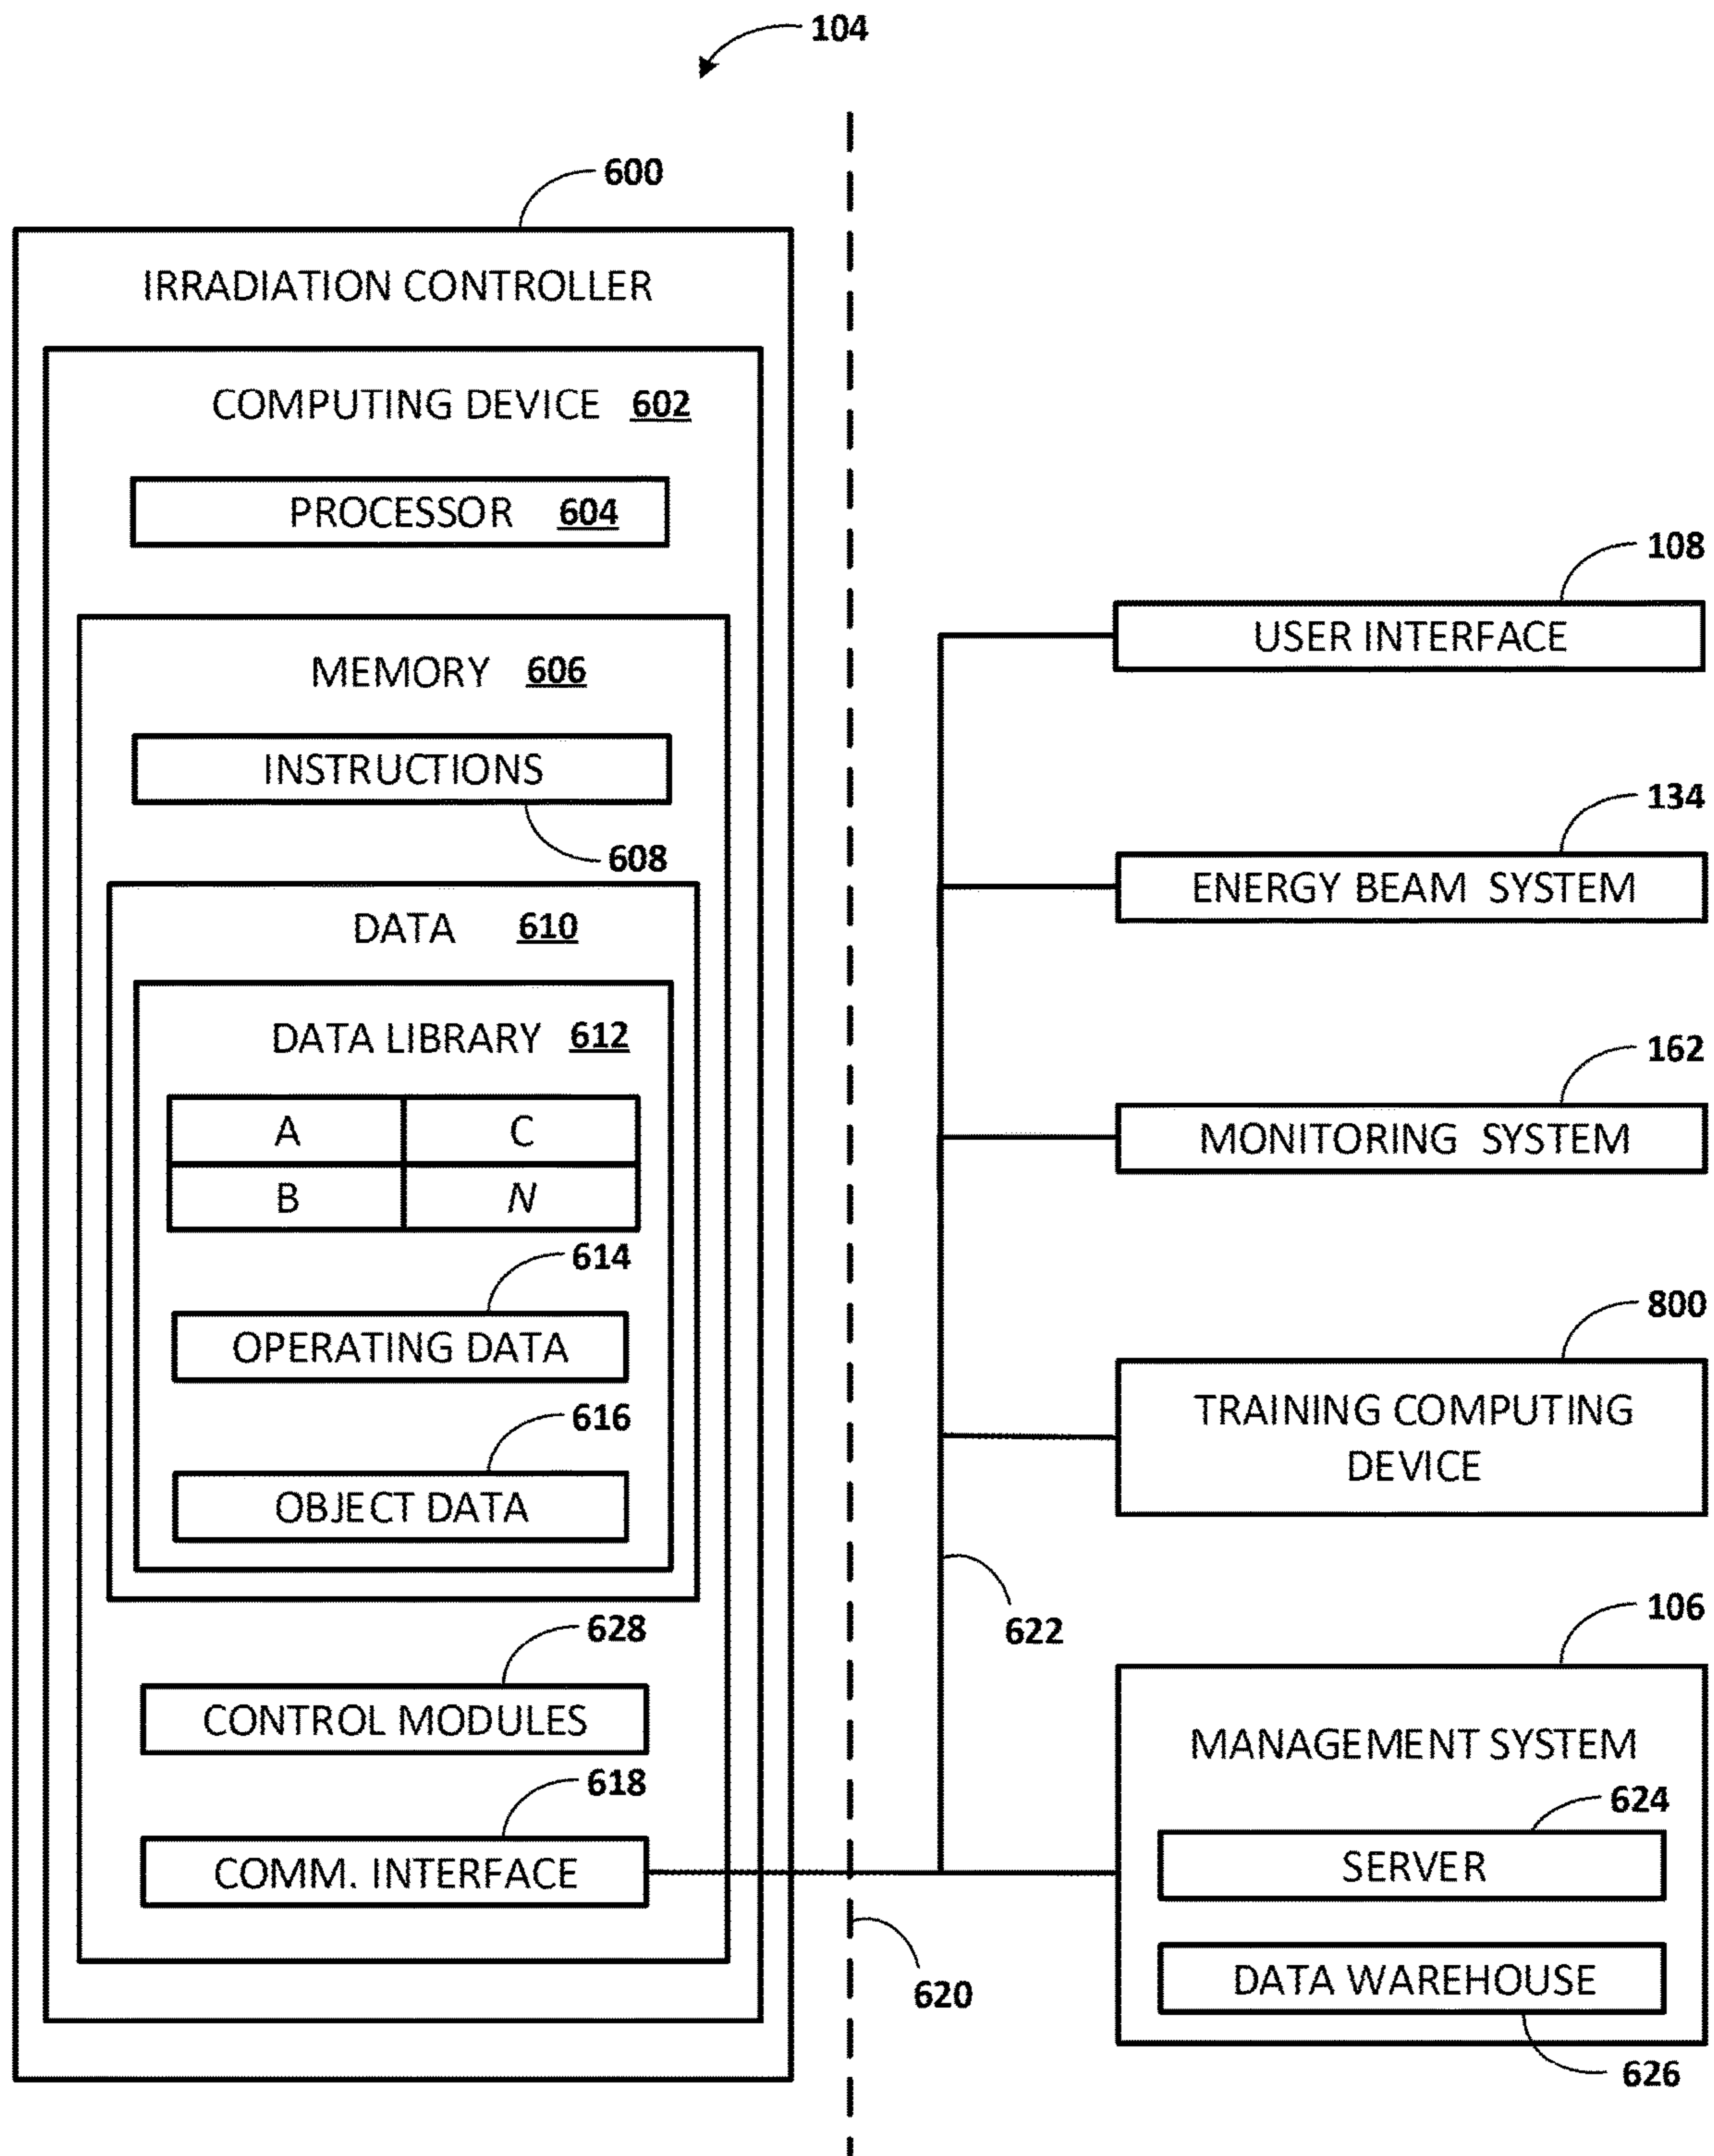 104
600
IRRADIATION CONTROLLER
COMPUTING DEVICE 602
PROCESSOR 604
MEMORY 606
INSTRUCTIONS
608
DATA 610
DATA LIBRARY 612
A C
B N
614
OPERATING DATA
616
OBJECT DATA
628
CONTROL MODULES
618
COMM. INTERFACE
620
622
108
USER INTERFACE
134
ENERGY BEAM SYSTEM
162
MONITORING SYSTEM
800
TRAINING COMPUTING
DEVICE
106
MANAGEMENT SYSTEM
624
SERVER
DATA WAREHOUSE
626